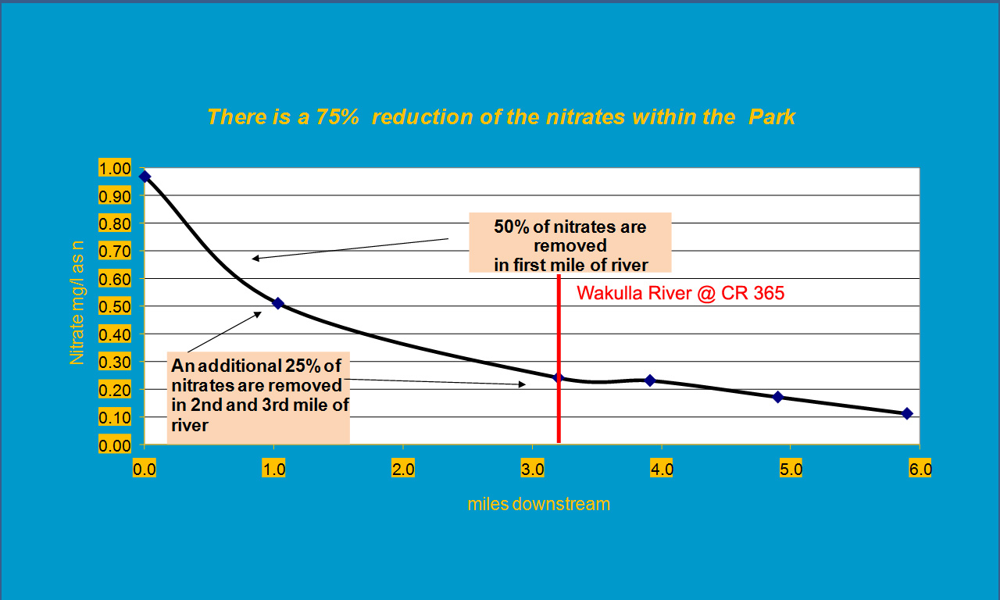 There is a 75%  reduction of the nitrates within the  Park
1.00
0.90
0.80
0.70
0.60
0.50
0.40
0.30
0.20
0.10
0.00
Nitrate mg/l as n
50% of nitrates are
removed
in first mile of river
Wakulla River @ CR 365
An additional 25% of
nitrates are removed
in 2nd and 3rd mile of
river
0.0 1.0 2.0 3.0 4.0 5.0 6.0
miles downstream